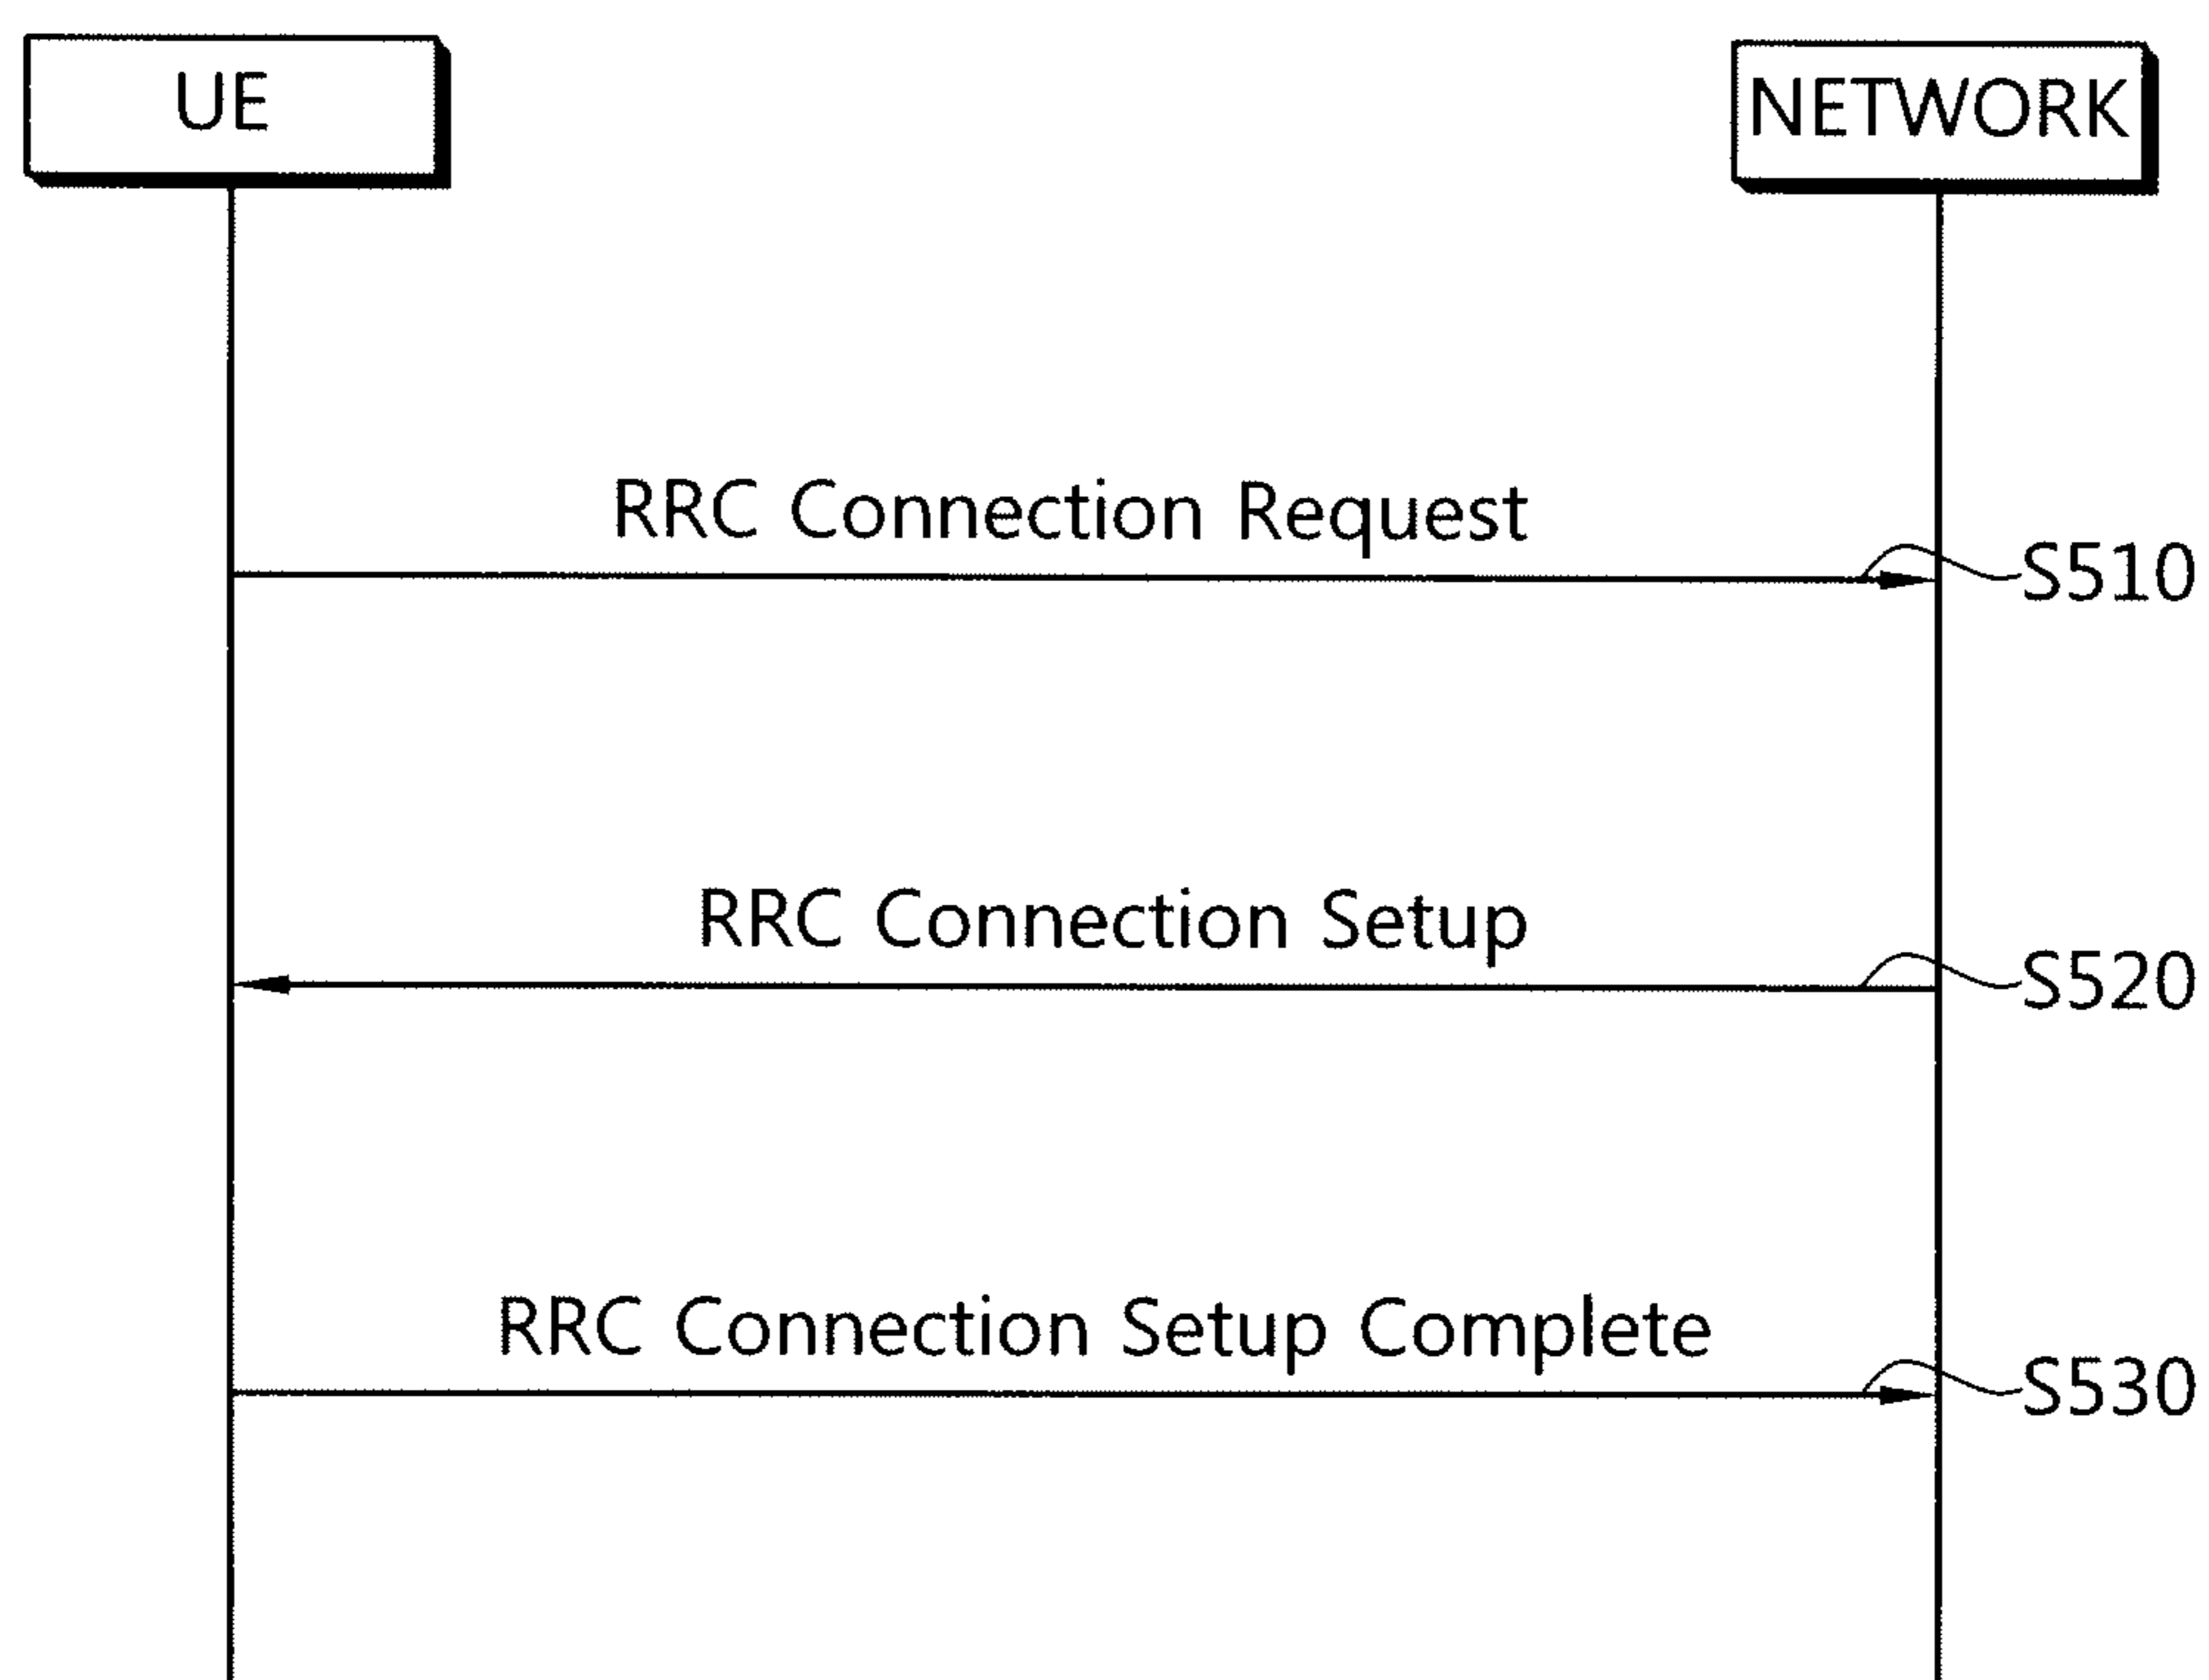 UE
NETWORK
RRC Connection Request
S510
RRC Connection Setup
S520
RRC Connection Setup Complete
S530